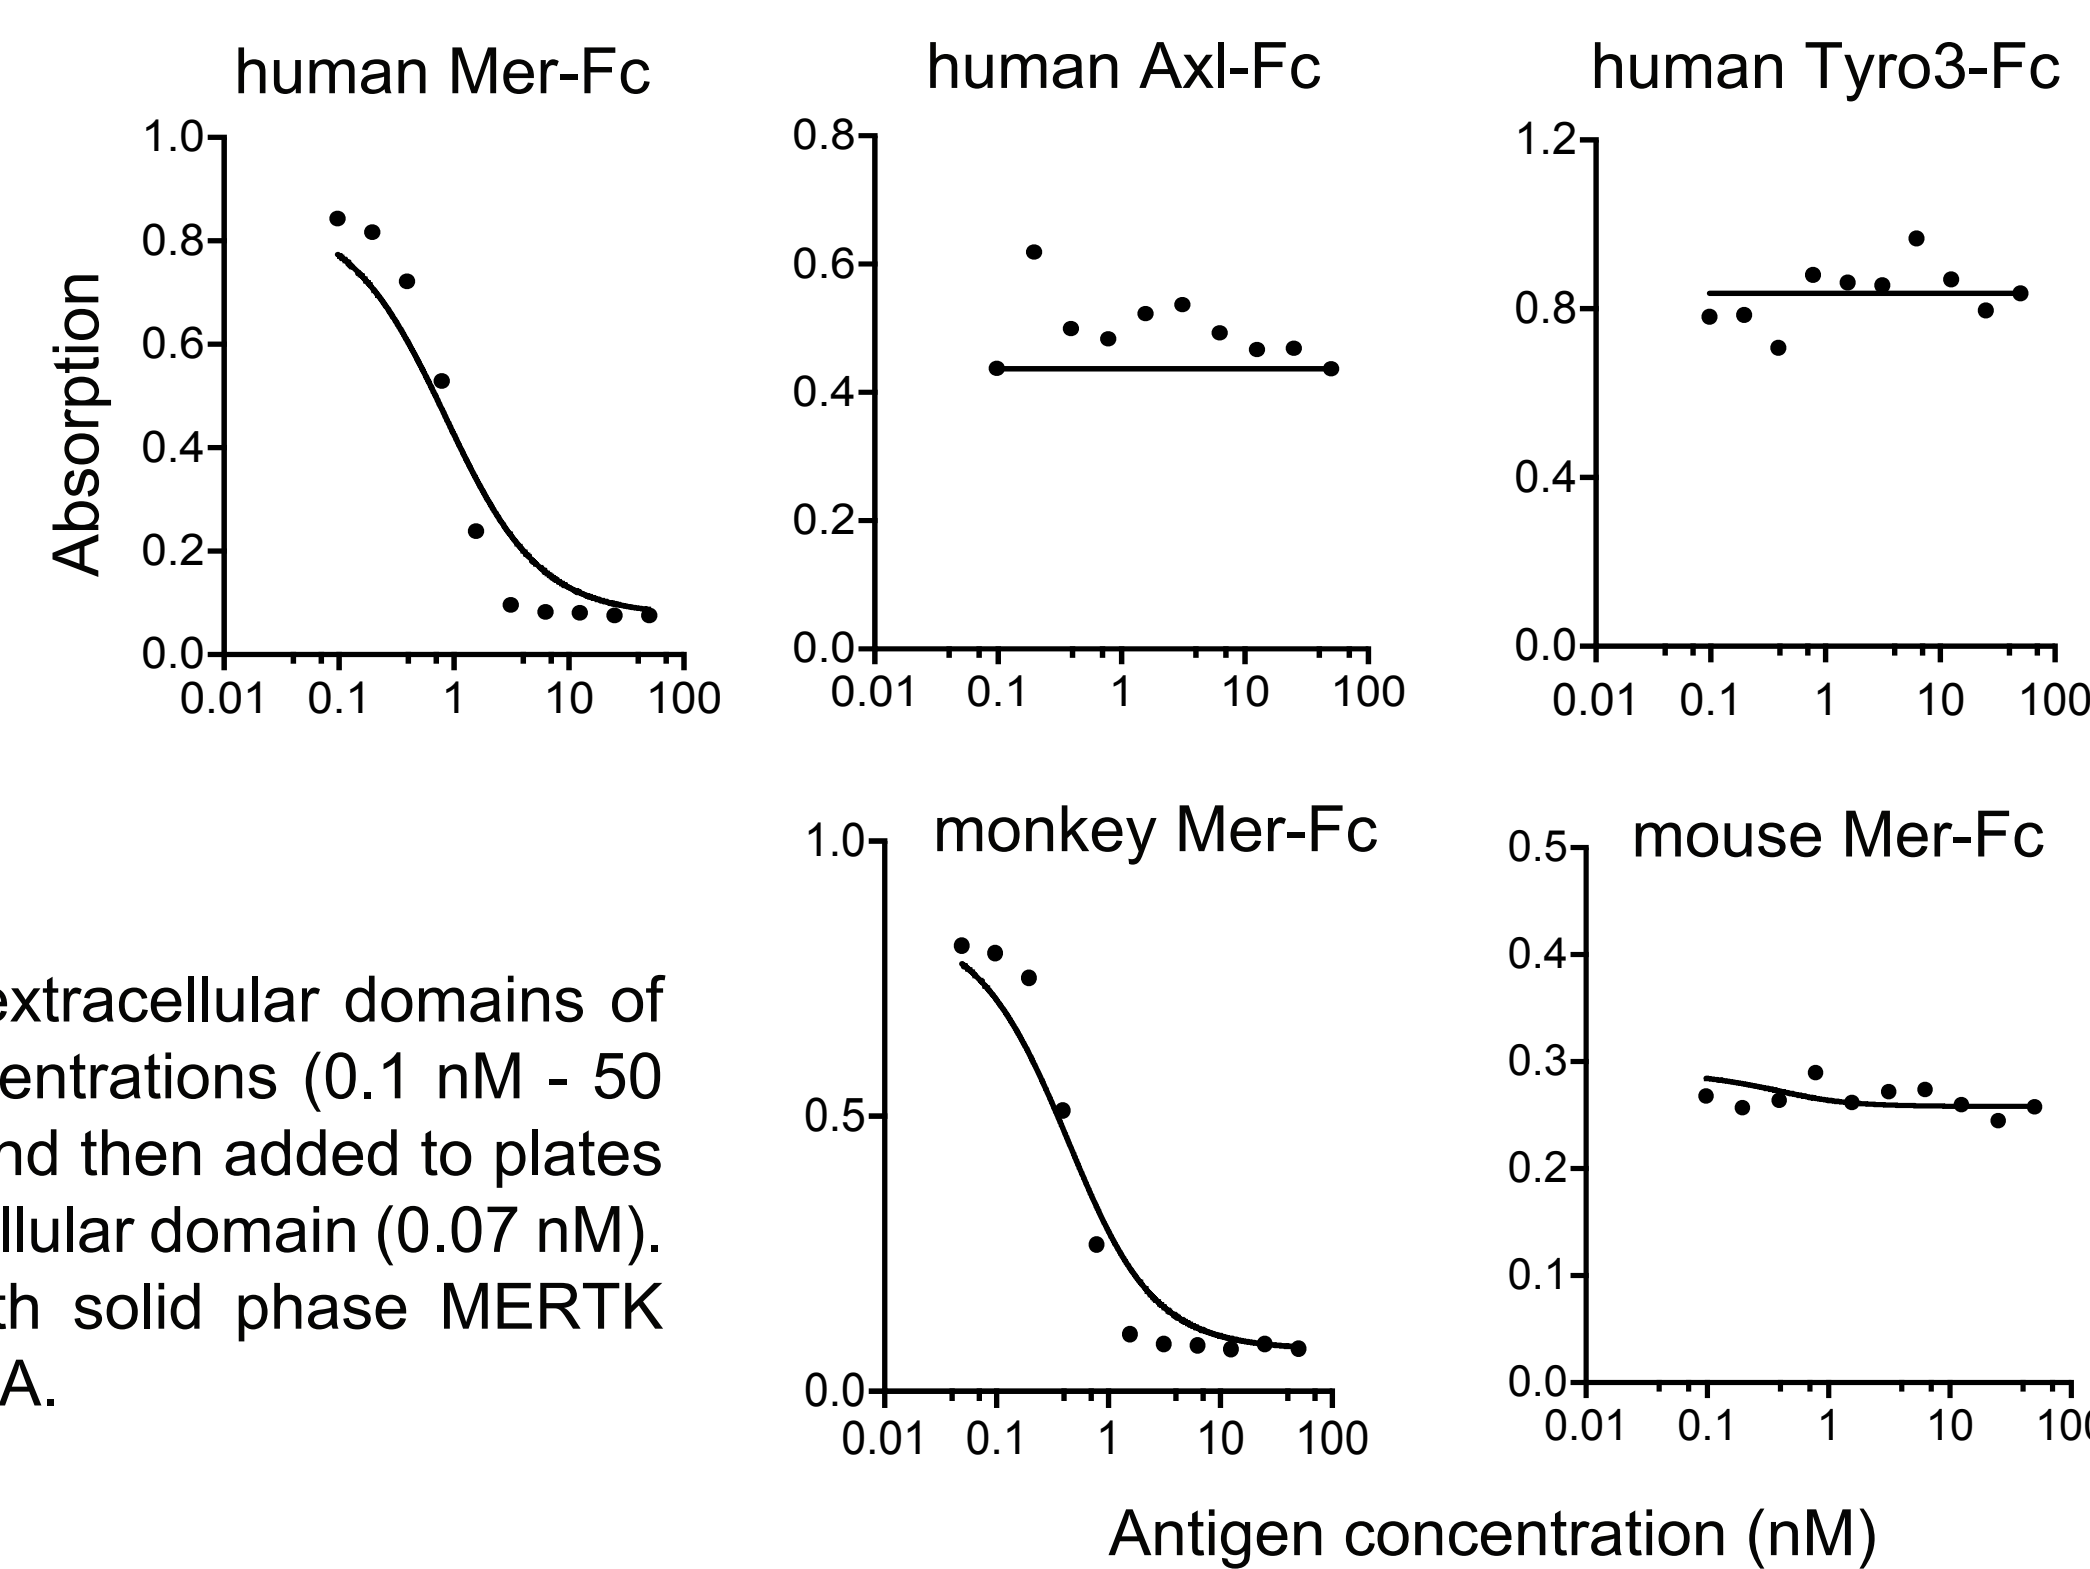 human Mer-Fc
1.0
0.8
0.6
0.4
0.2
0.0
0.01 0.1 1 10 100
Absorption
human Axl-Fc
0.8
0.6
0.4
0.2
0.0
0.01 0.1 1 10 100
human Tyro3-Fc
1.2
0.8
0.4
0.0
0.01 0.1 1 10 100
extracellular domains of
entrations (0.1 nM - 50
nd then added to plates
llular domain (0.07 nM).
th solid phase MERTK
A.
monkey Mer-Fc
1.0
0.5
0.0
0.01 0.1 1 10 100
mouse Mer-Fc
0.5
0.4
0.3
0.2
0.1
0.0
0.01 0.1 1 10 100
Antigen concentration (nM)